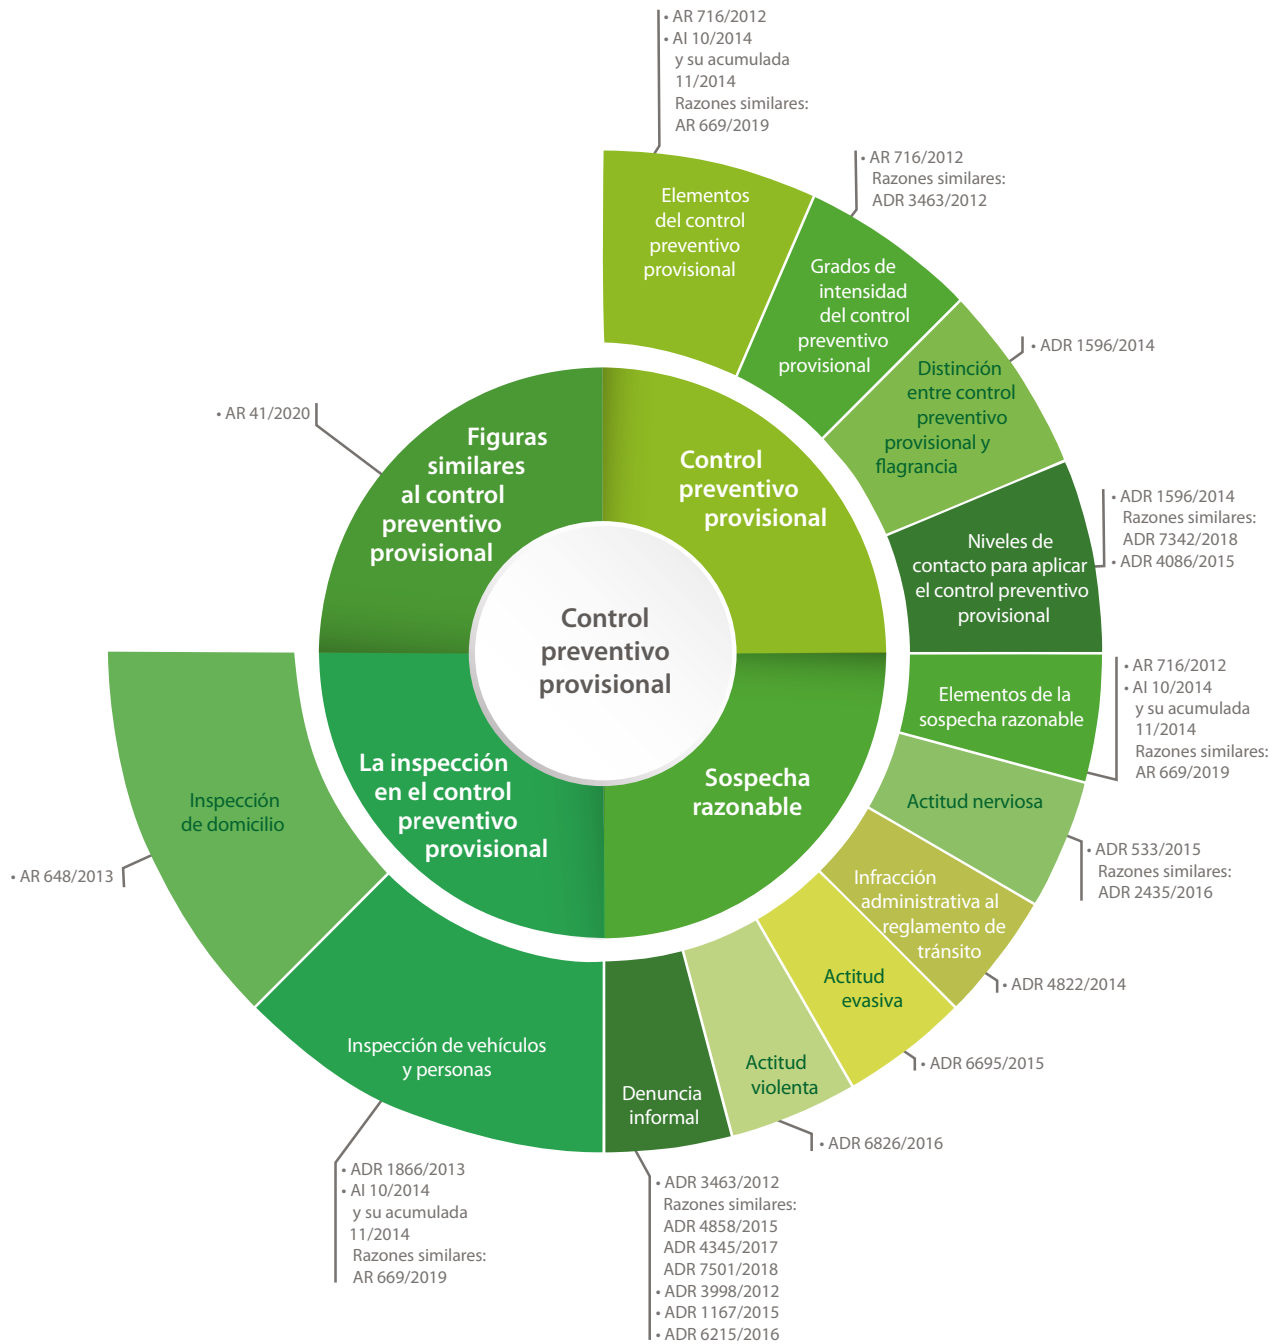 • AR 716/2012
• AI 10/2014
y su acumulada
11/2014
Razones similares:
AR 669/2019
Elementos
del control
preventivo
provisional
• AR 716/2012
Razones similares:
ADR 3463/2012
Grados de
intensidad
del control
preventivo
provisional
• ADR 1596/2014
Distinción
entre control
preventivo
provisional y
flagrancia
• ADR 1596/2014
Razones similares:
ADR 7342/2018
• ADR 4086/2015
Niveles de
contacto para aplicar
el control preventivo
provisional
• AR 41/2020
Figuras
similares
al control
preventivo
provisional
Control
preventivo
provisional
Control
preventivo
provisional
Sospecha
razonable
La inspección
en el control
preventivo
provisional
Elementos de la
sospecha razonable
• AR 716/2012
• AI 10/2014
y su acumulada
11/2014
Razones similares:
AR 669/2019
Actitud nerviosa
• ADR 533/2015
Razones similares:
ADR 2435/2016
Infracción
administrativa al
reglamento de
tránsito
• ADR 4822/2014
Actitud
evasiva
• ADR 6695/2015
Actitud
violenta
• ADR 6826/2016
Denuncia
informal
• ADR 3463/2012
Razones similares:
ADR 4858/2015
ADR 4345/2017
ADR 7501/2018
• ADR 3998/2012
• ADR 1167/2015
• ADR 6215/2016
Inspección de vehículos
y personas
• ADR 1866/2013
• AI 10/2014
y su acumulada
11/2014
Razones similares:
AR 669/2019
Inspección
de domicilio
• AR 648/2013